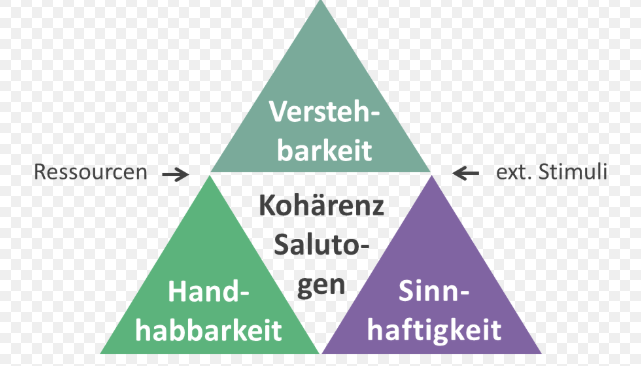 Versteh-
barkeit
Ressourcen
ext. Stimuli
Kohärenz
Saluto-
gen
Hand-
habbarkeit
Sinn-
haftigkeit